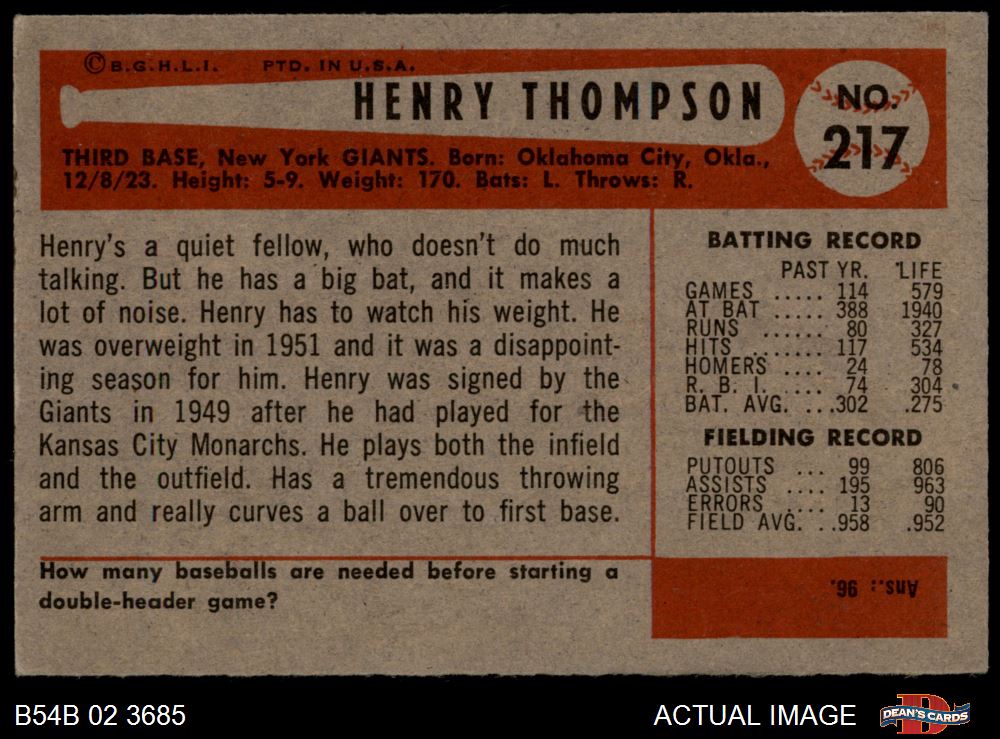 © B.G.H.L.I. PTD. IN U.S.A.
HENRY THOMPSON
NO.
217
THIRD BASE, New York GIANTS. Born: Oklahoma City, Okla.,
12/8/23. Height: 5-9. Weight: 170. Bats: L. Throws: R.
Henry's a quiet fellow, who doesn't do much
talking. But he has a big bat, and it makes a
lot of noise. Henry has to watch his weight. He
was overweight in 1951 and it was a disappoint-
ing season for him. Henry was signed by the
Giants in 1949 after he had played for the
Kansas City Monarchs. He plays both the infield
and the outfield. Has a tremendous throwing
arm and really curves a ball over to first base.
BATTING RECORD
PAST YR. LIFE
GAMES ..... 114 579
AT BAT ..... 388 1940
RUNS ...... 80 327
HITS ...... 117 534
HOMERS .... 24 78
R. B. I. .... 74 304
BAT. AVG. ...302 .275
FIELDING RECORD
PUTOUTS ... 99 806
ASSISTS .... 195 963
ERRORS ..... 13 90
FIELD AVG. ..958 .952
How many baseballs are needed before starting a
double-header game?
Ans.: 96.
B54B 02 3685
ACTUAL IMAGE
D
DEAN'S CARDS